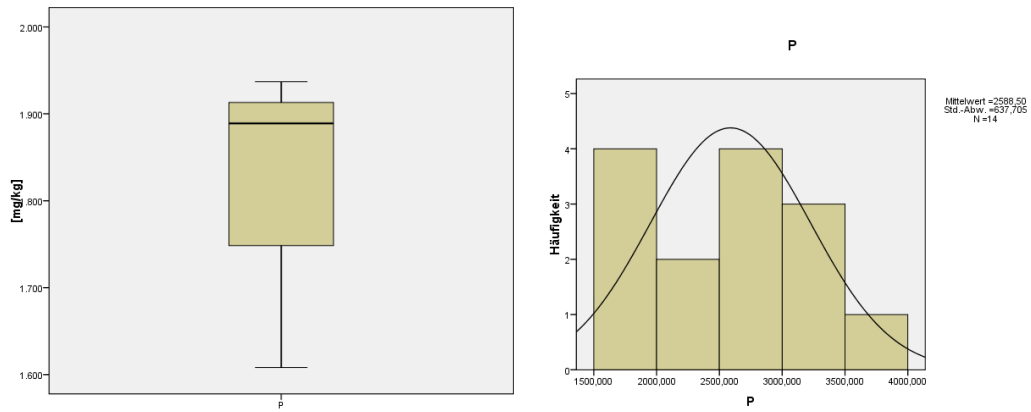 2.000
1.900
1.800
1.700
1.600
[mg/kg]
P
P
5
4
3
2
1
0
Häufigkeit
1500,000 2000,000 2500,000 3000,000 3500,000 4000,000
P
Mittelwert =2588,50
Std.-Abw. =637,705
N =14